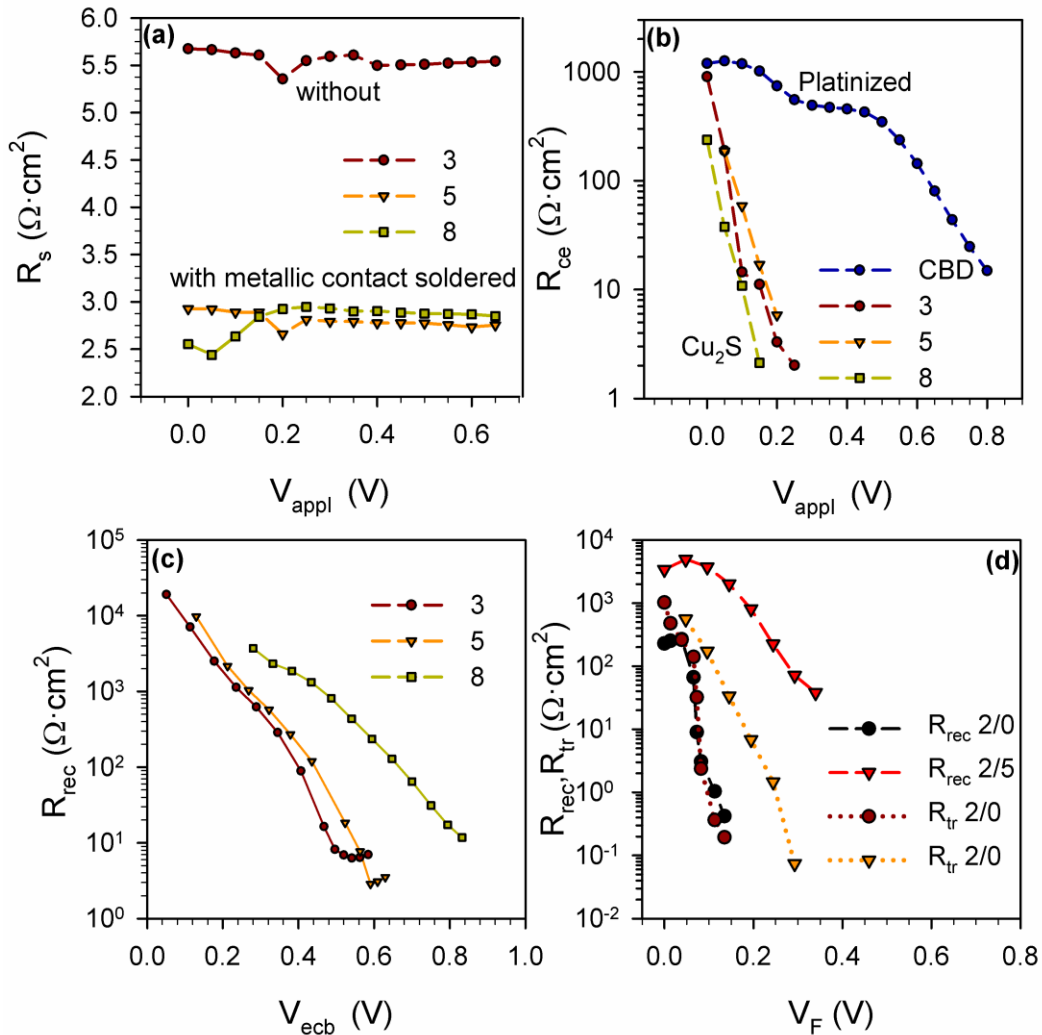 (a)
6.0
5.5
5.0
4.5
4.0
3.5
3.0
2.5
2.0
R_s (Ω·cm²)
without
3
5
8
with metallic contact soldered
0.0 0.2 0.4 0.6
V_appl (V)
(b)
1000
100
10
1
R_ce (Ω·cm²)
Platinized
CBD
3
5
8
Cu₂S
0.0 0.2 0.4 0.6 0.8
V_appl (V)
(c)
10⁵
10⁴
10³
10²
10¹
10⁰
R_rec (Ω·cm²)
3
5
8
0.0 0.2 0.4 0.6 0.8 1.0
V_ecb (V)
(d)
10⁴
10³
10²
10¹
10⁰
10⁻¹
10⁻²
R_rec, R_tr (Ω·cm²)
R_rec 2/0
R_rec 2/5
R_tr 2/0
R_tr 2/0
0.0 0.2 0.4 0.6 0.8
V_F (V)